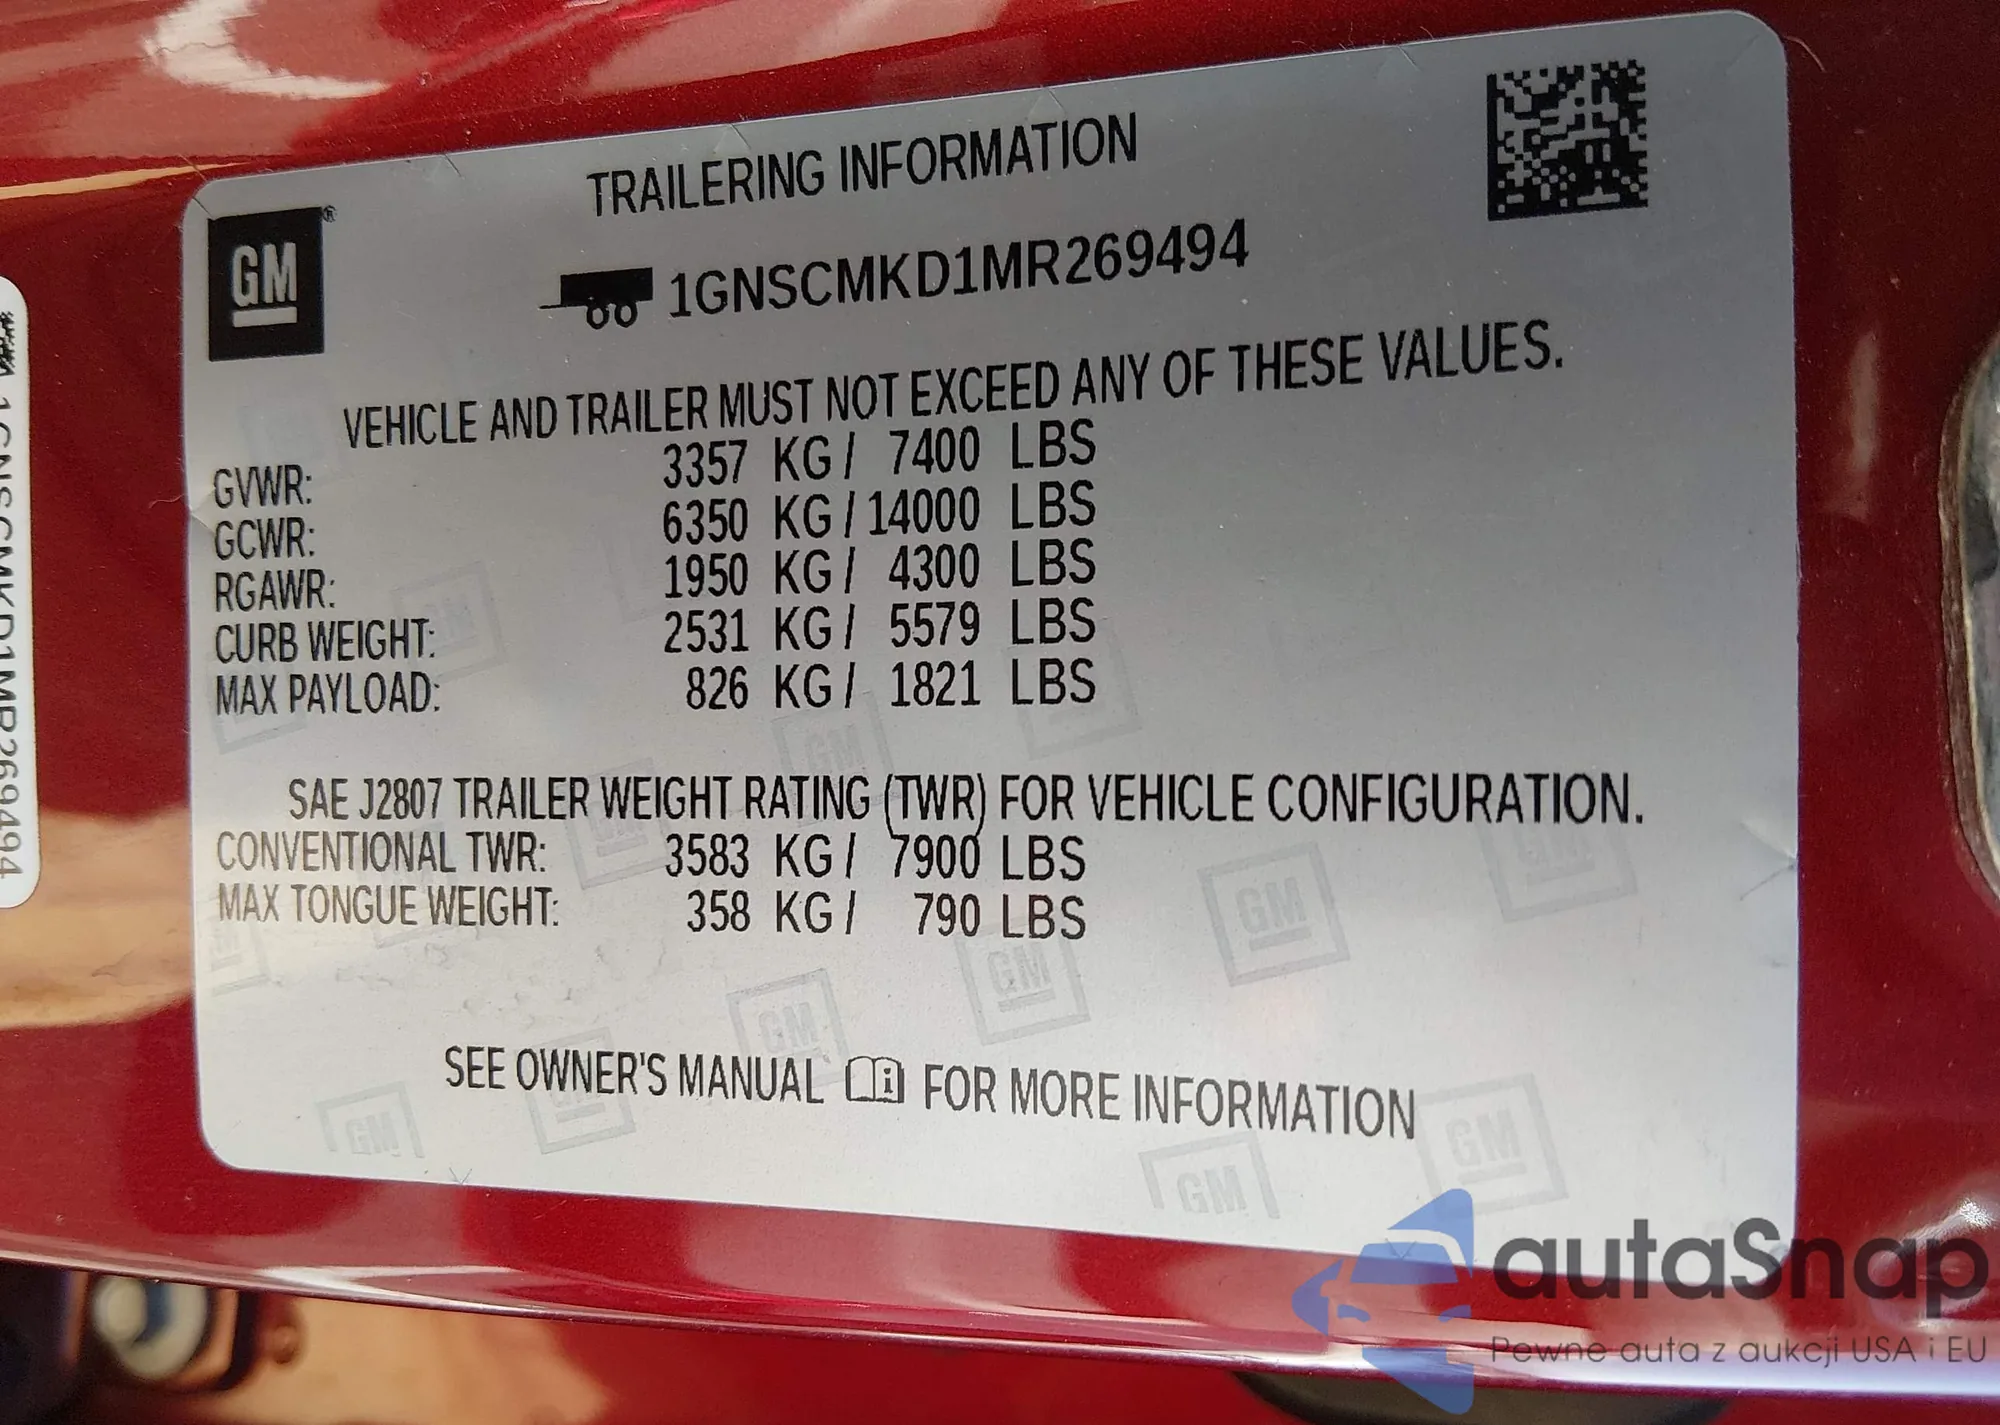 TRAILERING INFORMATION
GM®
1GNSCMKD1MR269494
VEHICLE AND TRAILER MUST NOT EXCEED ANY OF THESE VALUES.
GVWR: 3357 KG / 7400 LBS
GCWR: 6350 KG / 14000 LBS
RGAWR: 1950 KG / 4300 LBS
CURB WEIGHT: 2531 KG / 5579 LBS
MAX PAYLOAD: 826 KG / 1821 LBS
SAE J2807 TRAILER WEIGHT RATING (TWR) FOR VEHICLE CONFIGURATION.
CONVENTIONAL TWR: 3583 KG / 7900 LBS
MAX TONGUE WEIGHT: 358 KG / 790 LBS
SEE OWNER'S MANUAL i FOR MORE INFORMATION
1GNSCMKD1MR269494
autaSnap
Pewne auta z aukcji USA i EU